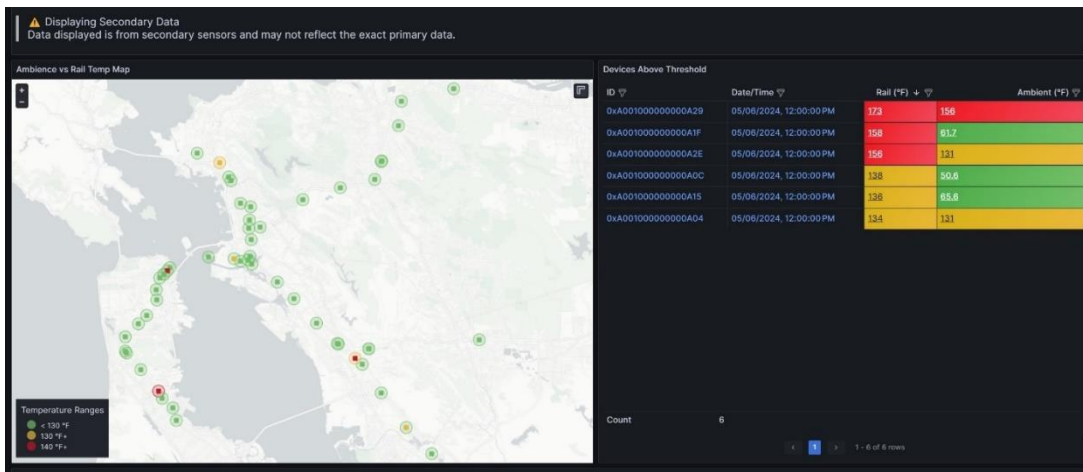 ⚠ Displaying Secondary Data
Data displayed is from secondary sensors and may not reflect the exact primary data.
Ambience vs Rail Temp Map
+
-
Temperature Ranges
< 130 °F
130 °F+
140 °F+
Devices Above Threshold
ID Date/Time Rail (°F) ↓ Ambient (°F)
0xA001000000000A29 05/06/2024, 12:00:00 PM 173 156
0xA001000000000A1F 05/06/2024, 12:00:00 PM 158 61.7
0xA001000000000A2E 05/06/2024, 12:00:00 PM 156 131
0xA001000000000A0C 05/06/2024, 12:00:00 PM 138 50.6
0xA001000000000A15 05/06/2024, 12:00:00 PM 136 65.6
0xA001000000000A04 05/06/2024, 12:00:00 PM 134 131
Count 6
< 1 > 1 - 6 of 6 rows